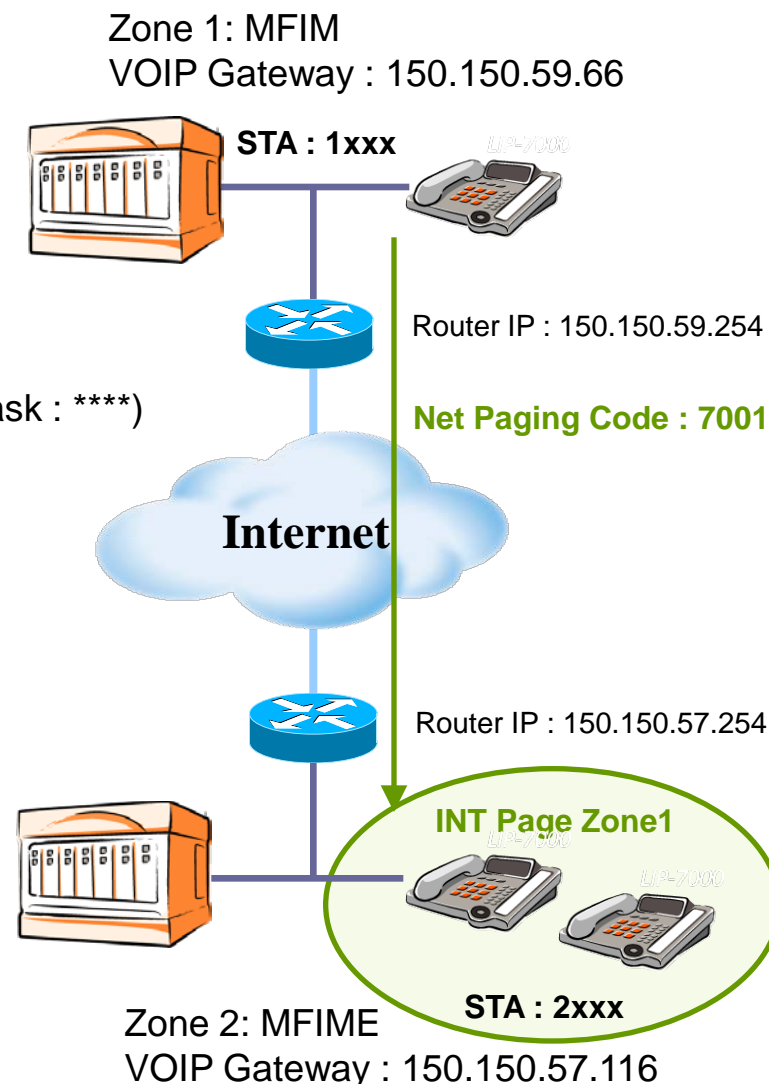 Zone 1: MFIM
VOIP Gateway : 150.150.59.66
STA : 1xxx
LIP-7000
Router IP : 150.150.59.254
ask : ****)
Net Paging Code : 7001
Internet
Router IP : 150.150.57.254
INT Page Zone1
LIP-7000
LIP-7000
STA : 2xxx
Zone 2: MFIME
VOIP Gateway : 150.150.57.116